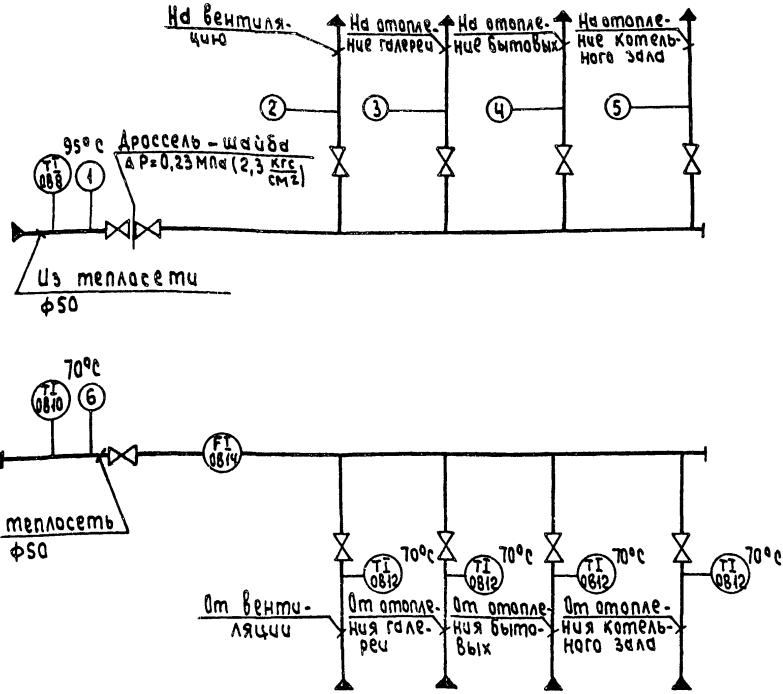 На вентиля-
цию
На отопле-
ние галереи
На отопле-
ние бытовых
На отопле-
ние котель-
ного зала
2
3
4
5
95°С
Дроссель-шайба
ΔР=0,23МПа(2,3 кгс/см2)
TI
088
1
Из теплосети
ф50
70°С
TI
0810
6
FI
0814
теплосеть
ф50
TI
0812
70°С
TI
0812
70°С
TI
0812
70°С
TI
0812
70°С
От венти-
ляции
От отопле-
ния гале-
реи
От отопле-
ния быто-
вых
От отопле-
ния котель-
ного зала